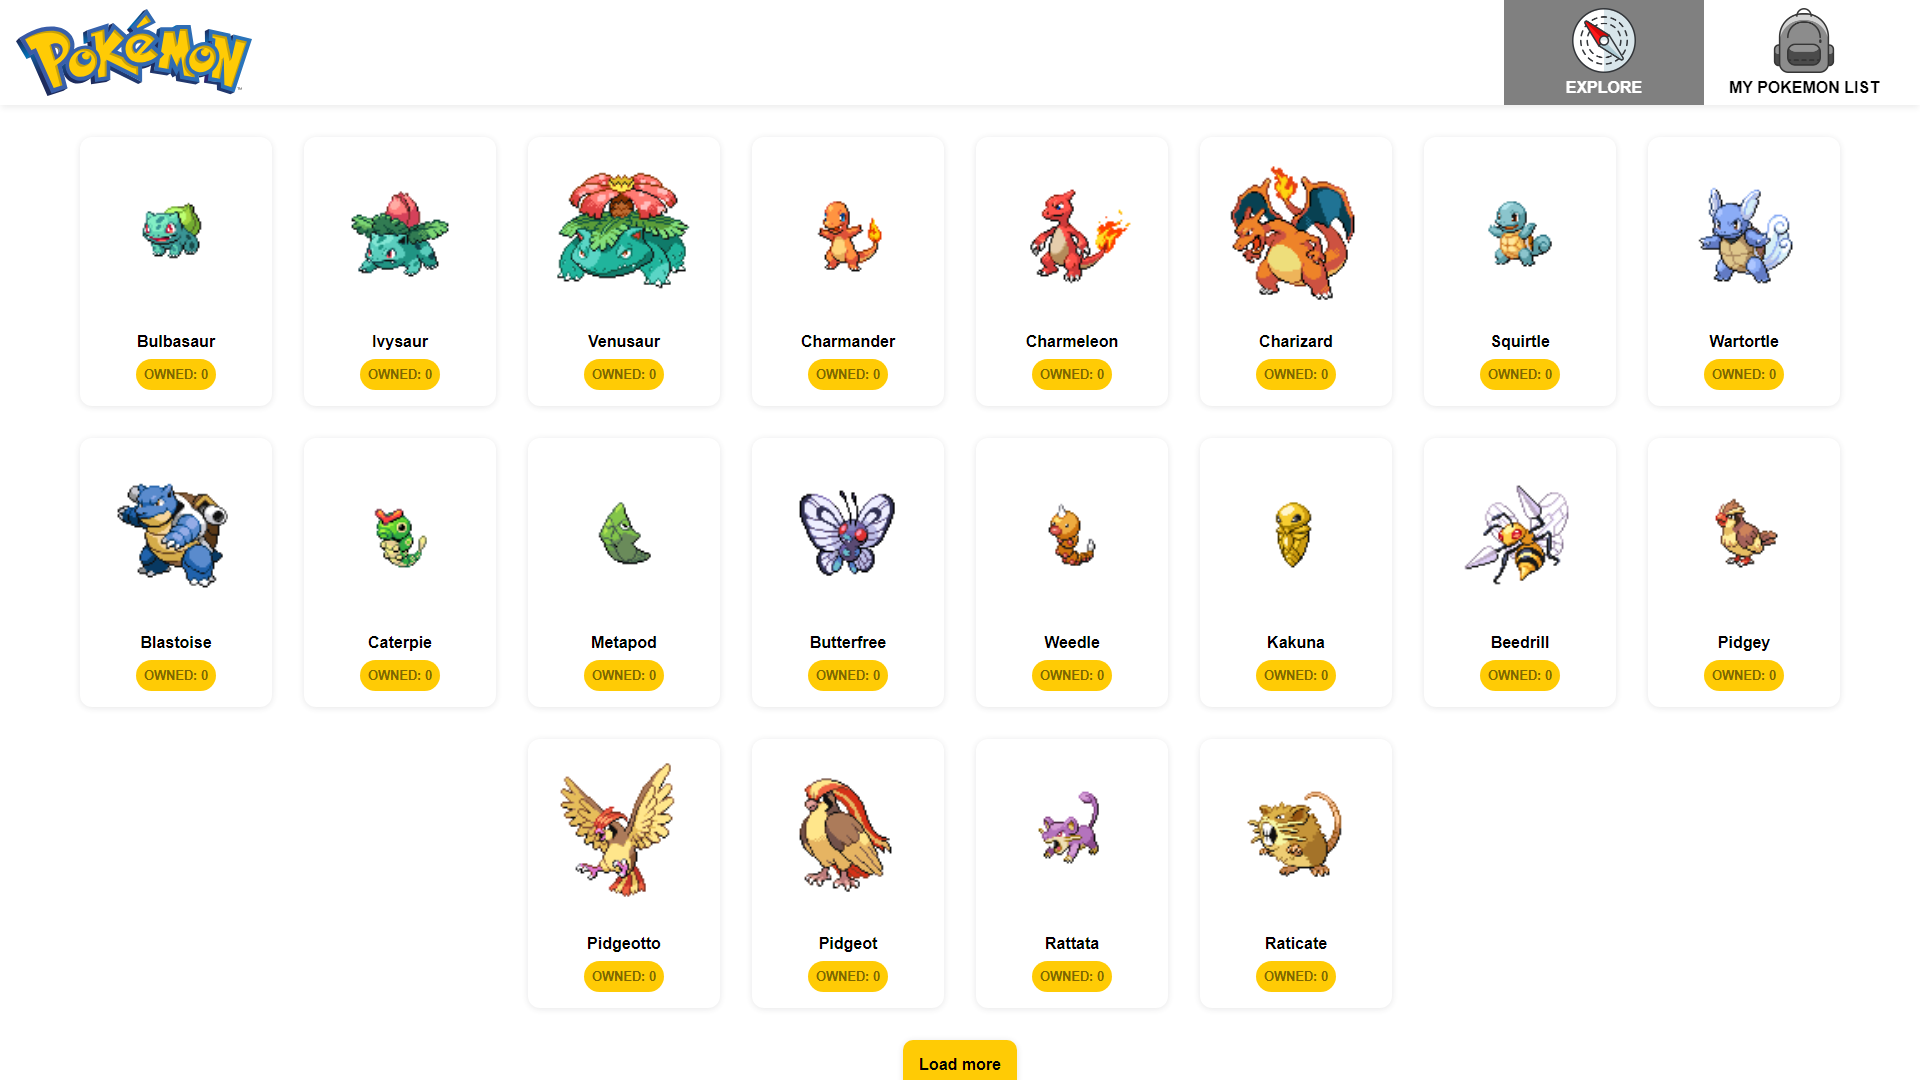 POKéMON
EXPLORE
MY POKEMON LIST
Bulbasaur
OWNED: 0
Ivysaur
OWNED: 0
Venusaur
OWNED: 0
Charmander
OWNED: 0
Charmeleon
OWNED: 0
Charizard
OWNED: 0
Squirtle
OWNED: 0
Wartortle
OWNED: 0
Blastoise
OWNED: 0
Caterpie
OWNED: 0
Metapod
OWNED: 0
Butterfree
OWNED: 0
Weedle
OWNED: 0
Kakuna
OWNED: 0
Beedrill
OWNED: 0
Pidgey
OWNED: 0
Pidgeotto
OWNED: 0
Pidgeot
OWNED: 0
Rattata
OWNED: 0
Raticate
OWNED: 0
Load more